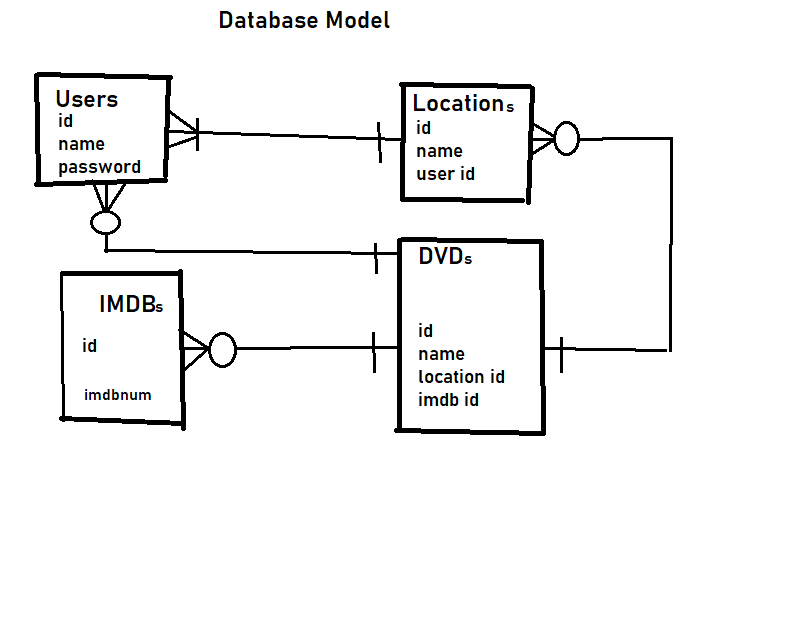 Database Model
Users
id
name
password
Locations
id
name
user id
DVDs
id
name
location id
imdb id
IMDBs
id
imdbnum